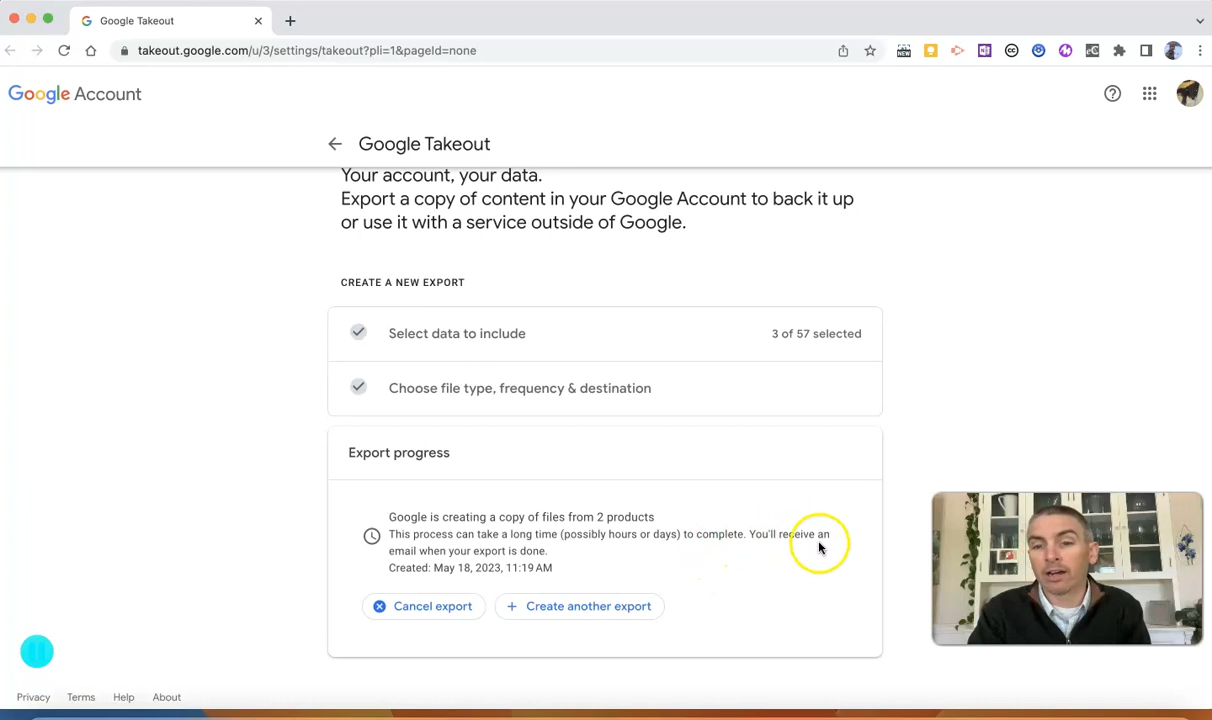 Google Takeout
takeout.google.com/u/3/settings/takeout?pli=1&pageId=none
Google Account
Google Takeout
Your account, your data.
Export a copy of content in your Google Account to back it up
or use it with a service outside of Google.
CREATE A NEW EXPORT
Select data to include 3 of 57 selected
Choose file type, frequency & destination
Export progress
Google is creating a copy of files from 2 products
This process can take a long time (possibly hours or days) to complete. You'll receive an
email when your export is done.
Created: May 18, 2023, 11:19 AM
Cancel export + Create another export
Privacy Terms Help About